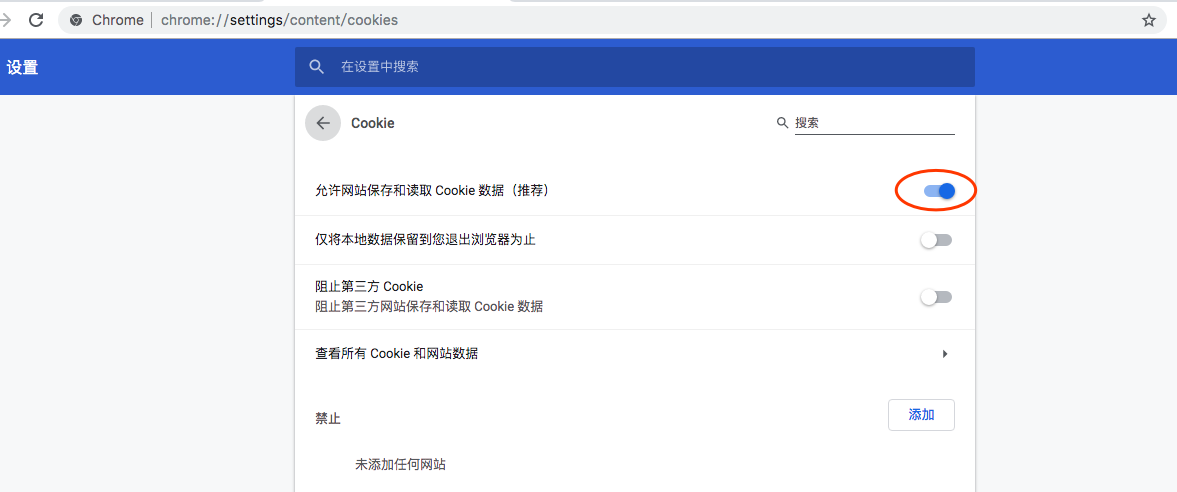 Chrome | chrome://settings/content/cookies
设置
在设置中搜索
Cookie
搜索
允许网站保存和读取 Cookie 数据（推荐）
仅将本地数据保留到您退出浏览器为止
阻止第三方 Cookie
阻止第三方网站保存和读取 Cookie 数据
查看所有 Cookie 和网站数据
禁止
添加
未添加任何网站